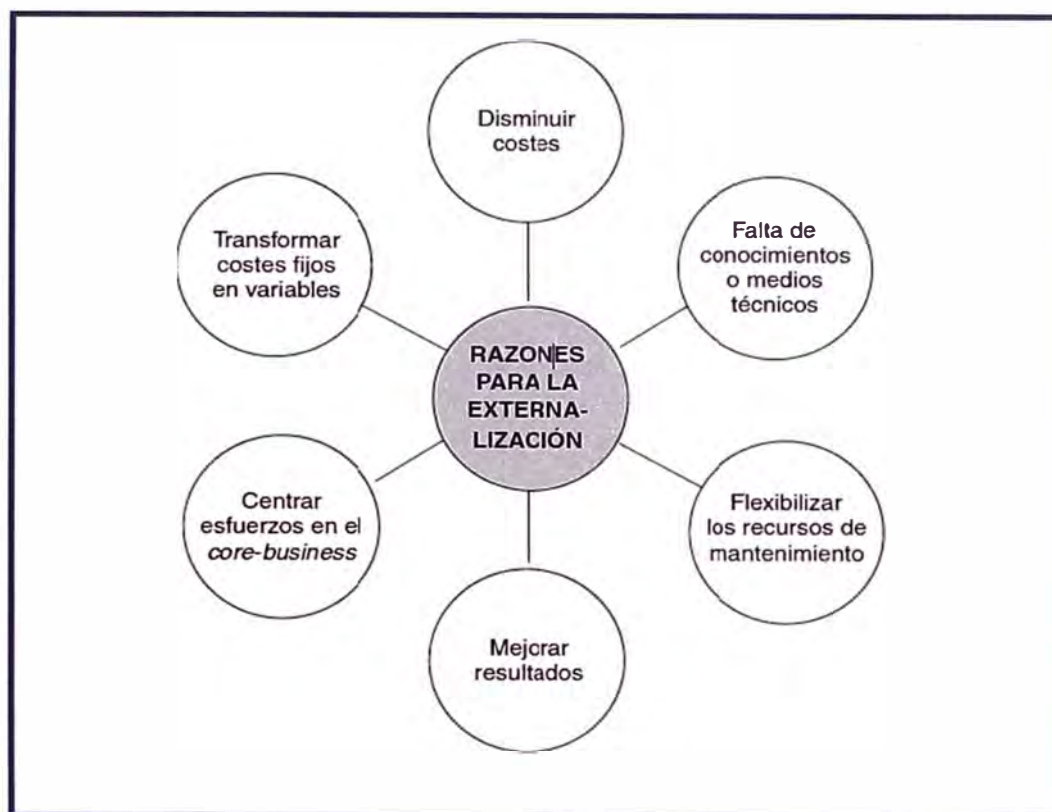 Disminuir
costes
Transformar
costes fijos
en variables
Falta de
conocimientos
o medios
técnicos
RAZONES
PARA LA
EXTERNA-
LIZACIÓN
Centrar
esfuerzos en el
core-business
Flexibilizar
los recursos de
mantenimiento
Mejorar
resultados